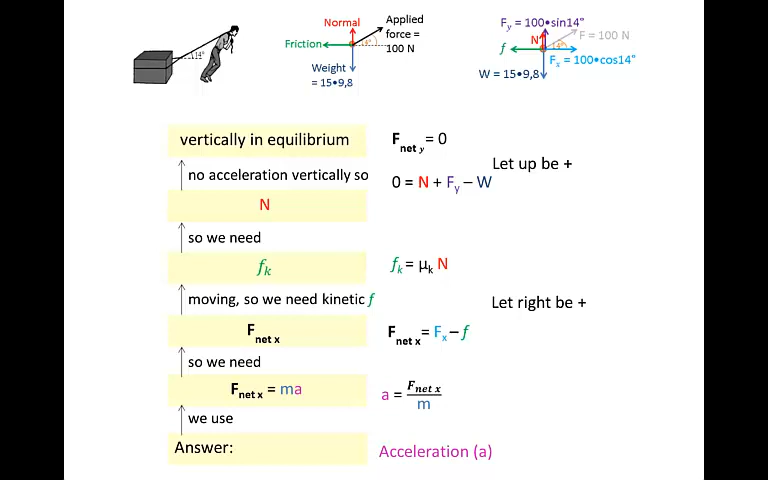 14°
Normal
Applied
force =
100 N
Friction
14°
Weight
= 15•9,8
Fy = 100•sin14°
F = 100 N
N
14°
f
Fx = 100•cos14°
W = 15•9,8
vertically in equilibrium
Fnet y = 0
Let up be +
no acceleration vertically so
0 = N + Fy – W
N
so we need
fk
fk = μk N
moving, so we need kinetic f
Let right be +
Fnet x
Fnet x = Fx – f
so we need
Fnet x = ma
a = Fnet x / m
we use
Answer:
Acceleration (a)